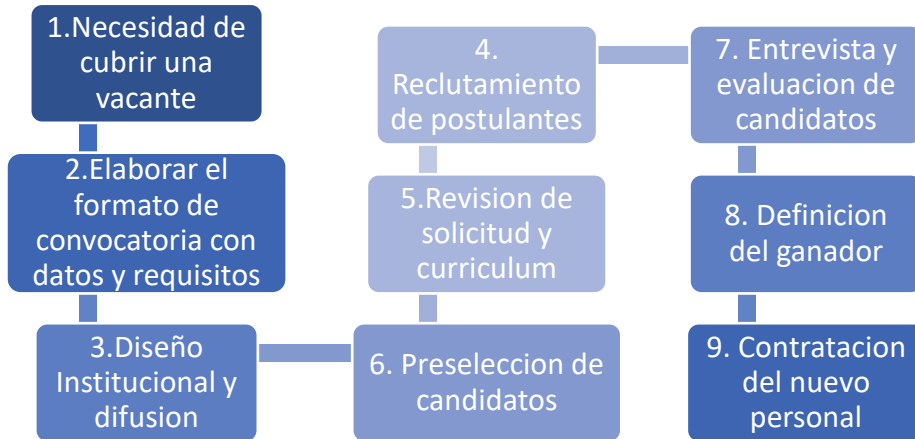 1.Necesidad de
cubrir una
vacante
2.Elaborar el
formato de
convocatoria con
datos y requisitos
3.Diseño
Institucional y
difusion
4.
Reclutamiento
de postulantes
5.Revision de
solicitud y
curriculum
6. Preseleccion de
candidatos
7. Entrevista y
evaluacion de
candidatos
8. Definicion
del ganador
9. Contratacion
del nuevo
personal